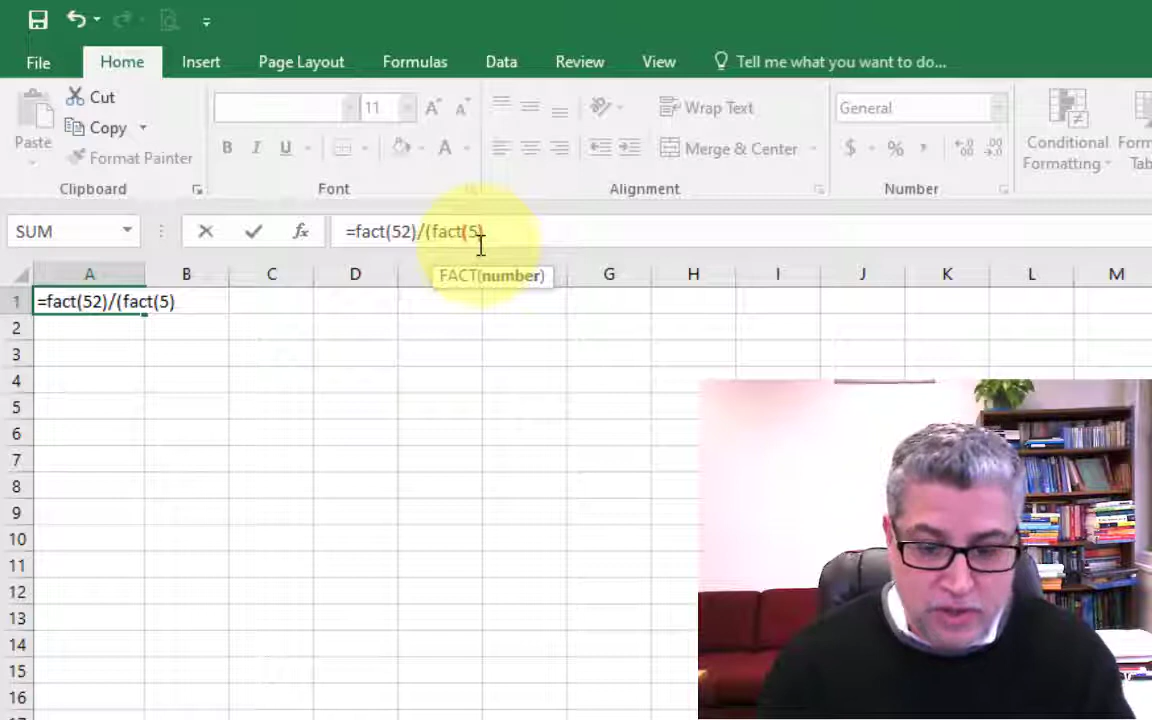 File Home Insert Page Layout Formulas Data Review View Tell me what you want to do...
Cut
Copy
Format Painter
Paste
11
Wrap Text
Merge & Center
General
$ % ,
Conditional
Formatting
Clipboard Font Alignment Number
SUM =fact(52)/(fact(5)
FACT(number)
A B C D G H I J K L M
1 =fact(52)/(fact(5)
2
3
4
5
6
7
8
9
10
11
12
13
14
15
16